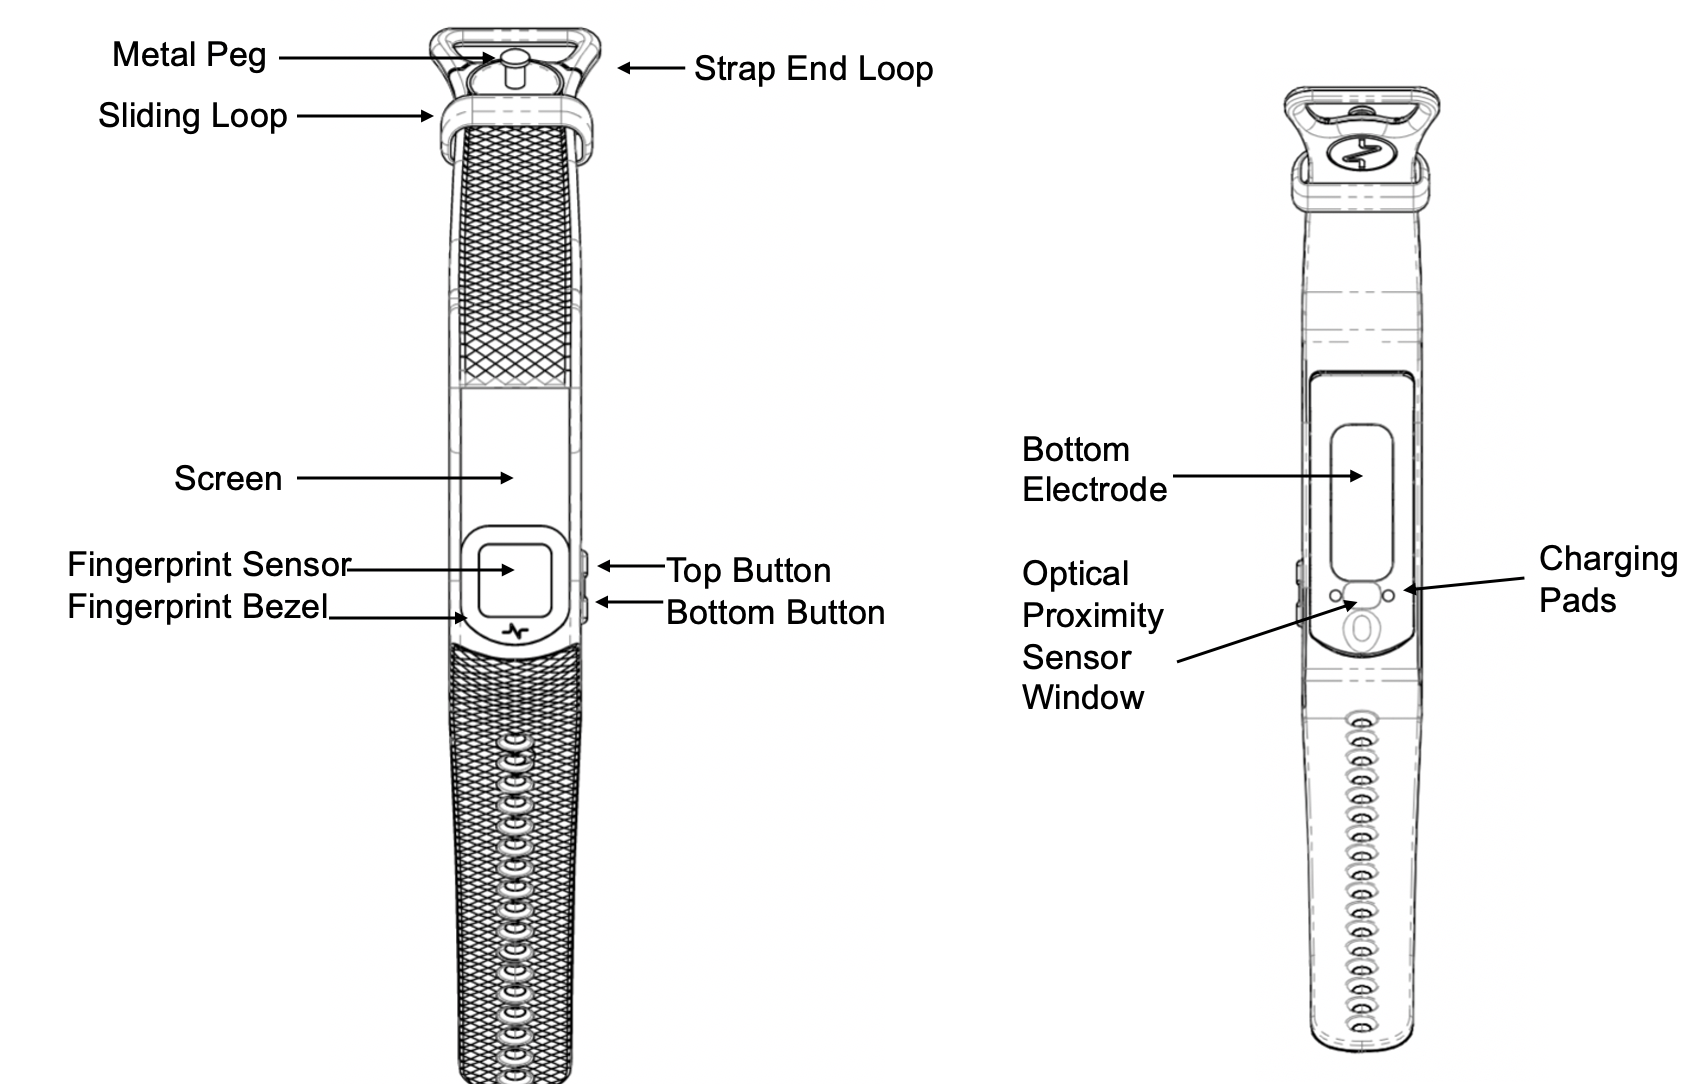 Metal Peg
Strap End Loop
Sliding Loop
Screen
Fingerprint Sensor
Fingerprint Bezel
Top Button
Bottom Button
Bottom
Electrode
Optical
Proximity
Sensor
Window
Charging
Pads